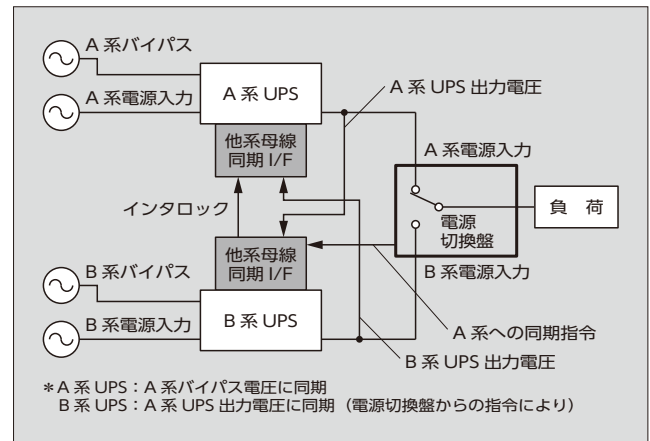 A 系バイパス
A 系電源入力
A 系 UPS
他系母線
同期 I/F
A 系 UPS 出力電圧
A 系電源入力
インタロック
電源
切換盤
負 荷
他系母線
同期 I/F
B 系電源入力
B 系バイパス
B 系電源入力
B 系 UPS
A 系への同期指令
B 系 UPS 出力電圧
*A 系 UPS：A 系バイパス電圧に同期
B 系 UPS：A 系 UPS 出力電圧に同期（電源切換盤からの指令により）